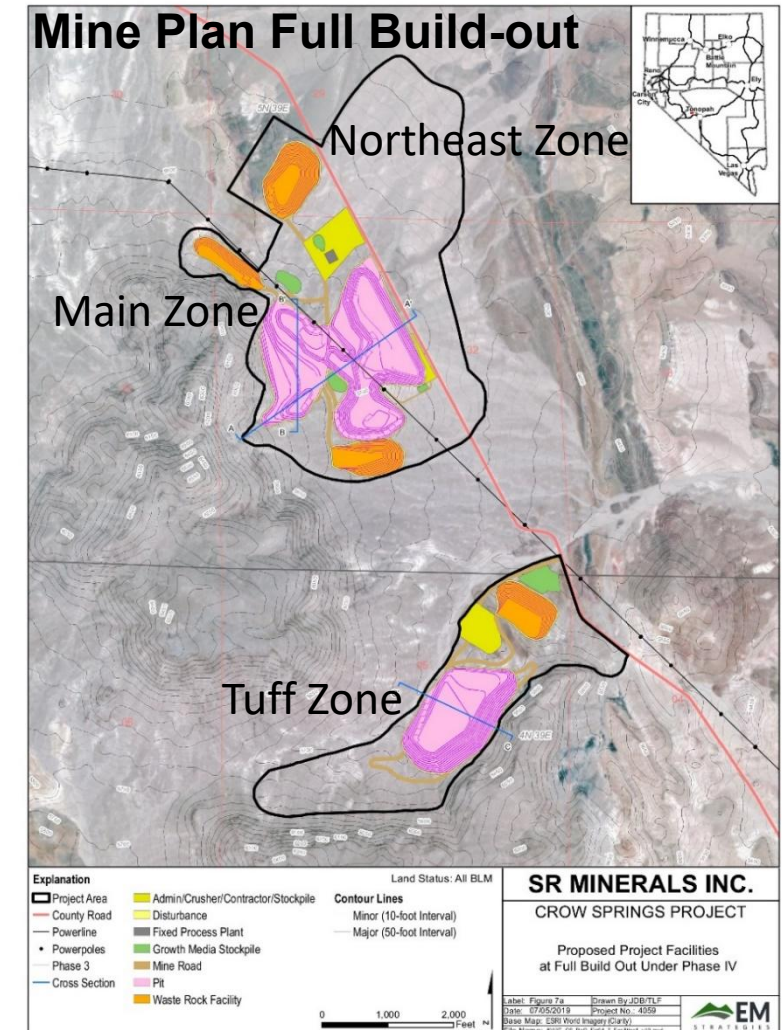 Mine Plan Full Build-out
Northeast Zone
Main Zone
Tuff Zone
Winnemucca
Elko
Battle
Mountain
Reno
Carson
City
Ely
Tonopah
Las
Vegas
5N 39E
A
A'
B
B'
C
4N 39E
Explanation
Project Area
County Road
Powerline
Powerpoles
Phase 3
Cross Section
Admin/Crusher/Contractor/Stockpile
Disturbance
Fixed Process Plant
Growth Media Stockpile
Mine Road
Pit
Waste Rock Facility
Land Status: All BLM
Contour Lines
Minor (10-foot Interval)
Major (50-foot Interval)
0 1,000 2,000
Feet
N
SR MINERALS INC.
CROW SPRINGS PROJECT
Proposed Project Facilities
at Full Build Out Under Phase IV
Label: Figure 7a
Drawn By:JDB/TLF
Date: 07/05/2019
Project No.: 4059
Base Map: ESRI World Imagery (Clarity)
EM
STRATEGIES